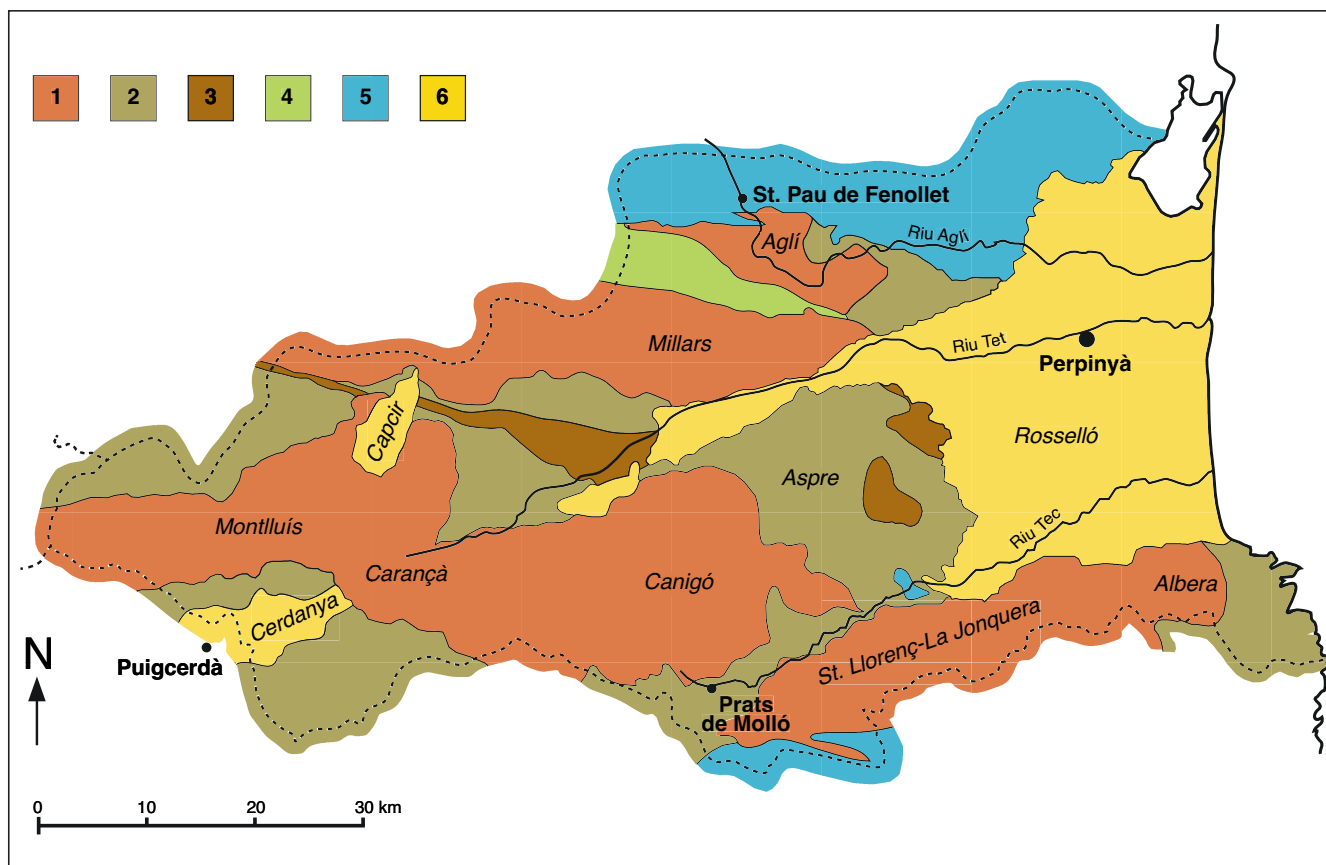 1 2 3 4 5 6
St. Pau de Fenollet
Aglí
Riu Aglí
Millars
Riu Tet
Perpinyà
Capcir
Rosselló
Aspre
Montlluís
Riu Tec
Carançà
Canigó
Albera
Cerdanya
St. Llorenç-La Jonquera
N
Puigcerdà
Prats
de Molló
0 10 20 30 km